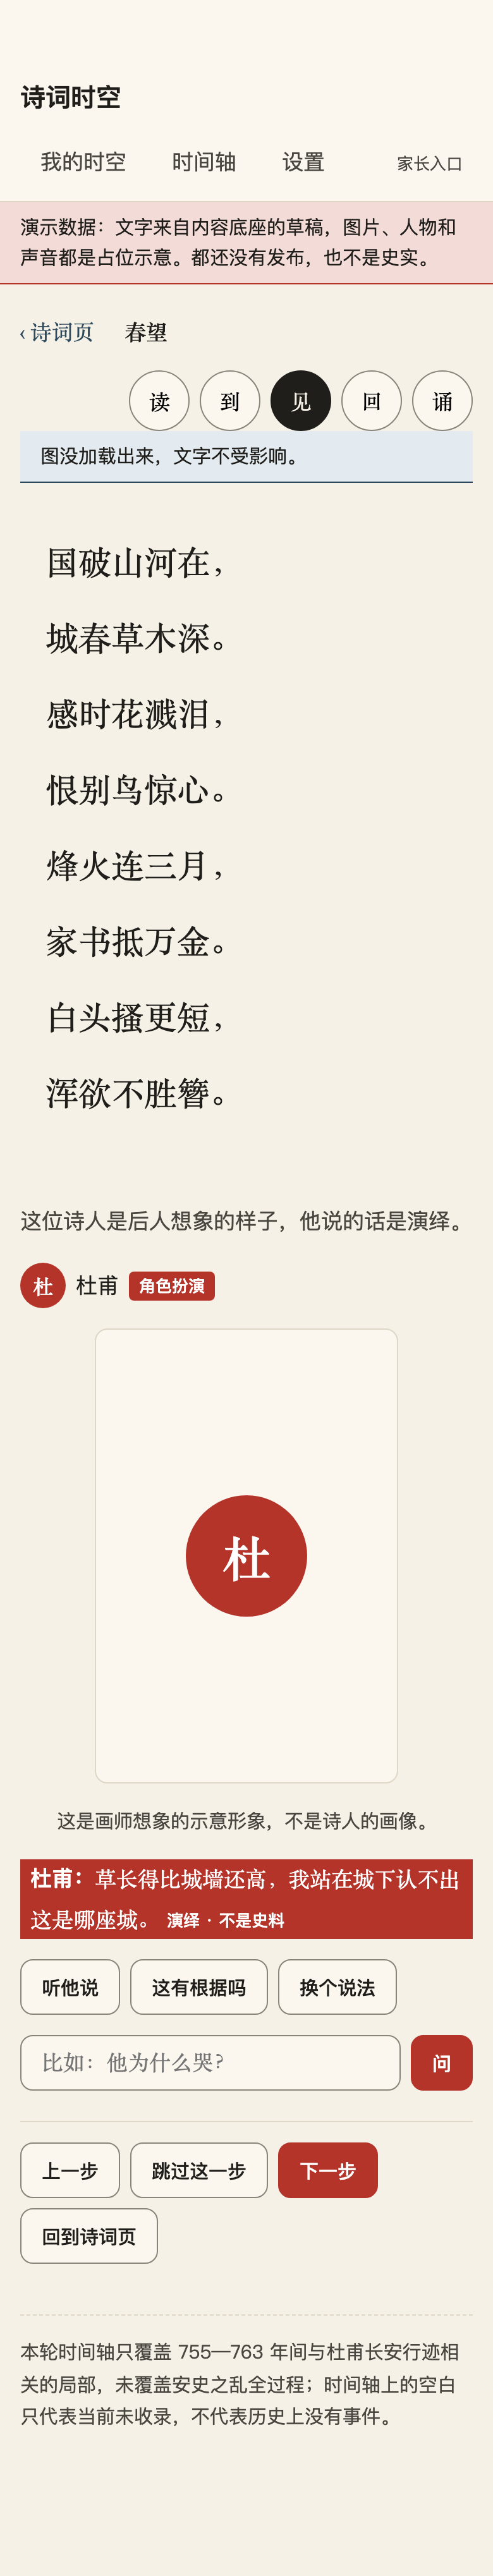 诗词时空
我的时空 时间轴 设置 家长入口
演示数据：文字来自内容底座的草稿，图片、人物和
声音都是占位示意。都还没有发布，也不是史实。
‹ 诗词页 春望
读 到 见 回 诵
图没加载出来，文字不受影响。
国破山河在，
城春草木深。
感时花溅泪，
恨别鸟惊心。
烽火连三月，
家书抵万金。
白头搔更短，
浑欲不胜簪。
这位诗人是后人想象的样子，他说的话是演绎。
杜 杜甫 角色扮演
杜
这是画师想象的示意形象，不是诗人的画像。
杜甫：草长得比城墙还高，我站在城下认不出
这是哪座城。 演绎 · 不是史料
听他说 这有根据吗 换个说法
比如：他为什么哭？ 问
上一步 跳过这一步 下一步
回到诗词页
本轮时间轴只覆盖 755—763 年间与杜甫长安行迹相
关的局部，未覆盖安史之乱全过程；时间轴上的空白
只代表当前未收录，不代表历史上没有事件。